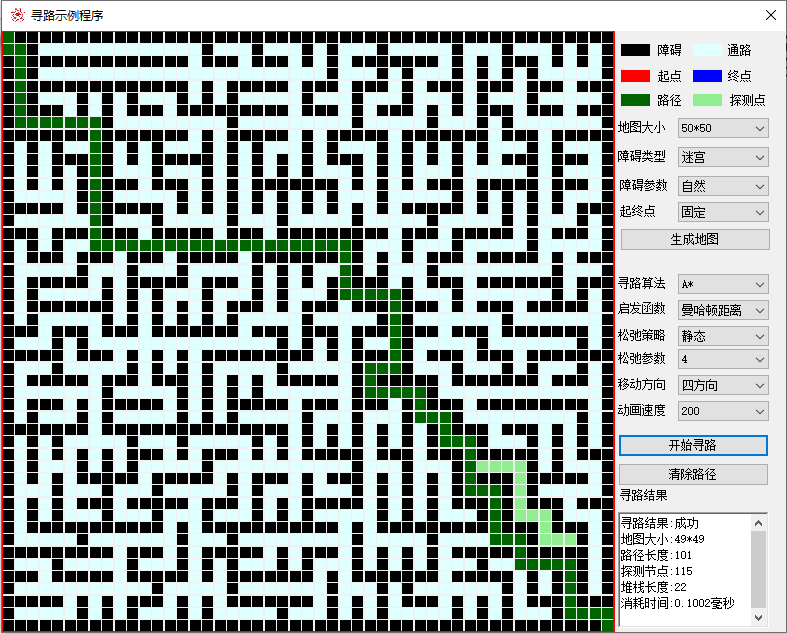 寻路示例程序
障碍 通路
起点 终点
路径 探测点
地图大小 50*50
障碍类型 迷宫
障碍参数 自然
起终点 固定
生成地图
寻路算法 A*
启发函数 曼哈顿距离
松弛策略 静态
松弛参数 4
移动方向 四方向
动画速度 200
开始寻路
清除路径
寻路结果
寻路结果:成功
地图大小:49*49
路径长度:101
探测节点:115
堆栈长度:22
消耗时间:0.1002毫秒